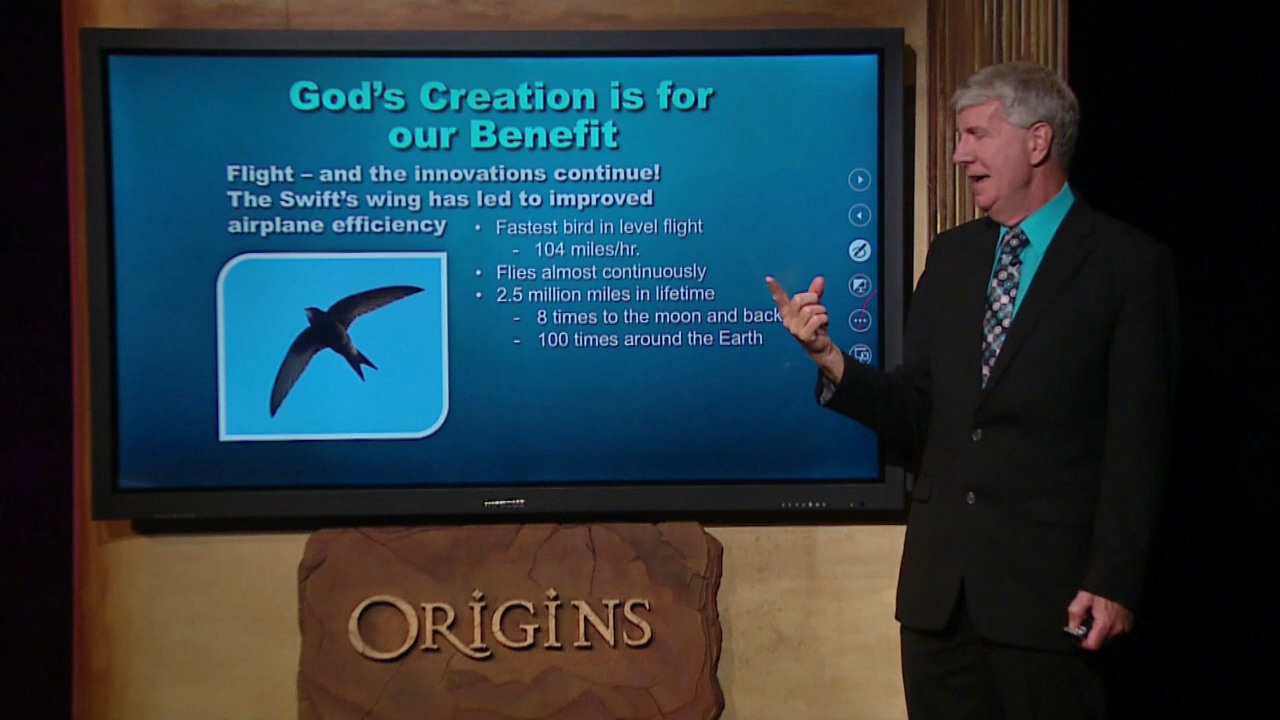 God's Creation is for
our Benefit
Flight – and the innovations continue!
The Swift's wing has led to improved
airplane efficiency
• Fastest bird in level flight
- 104 miles/hr.
• Flies almost continuously
• 2.5 million miles in lifetime
- 8 times to the moon and back
- 100 times around the Earth
ORiGiNS